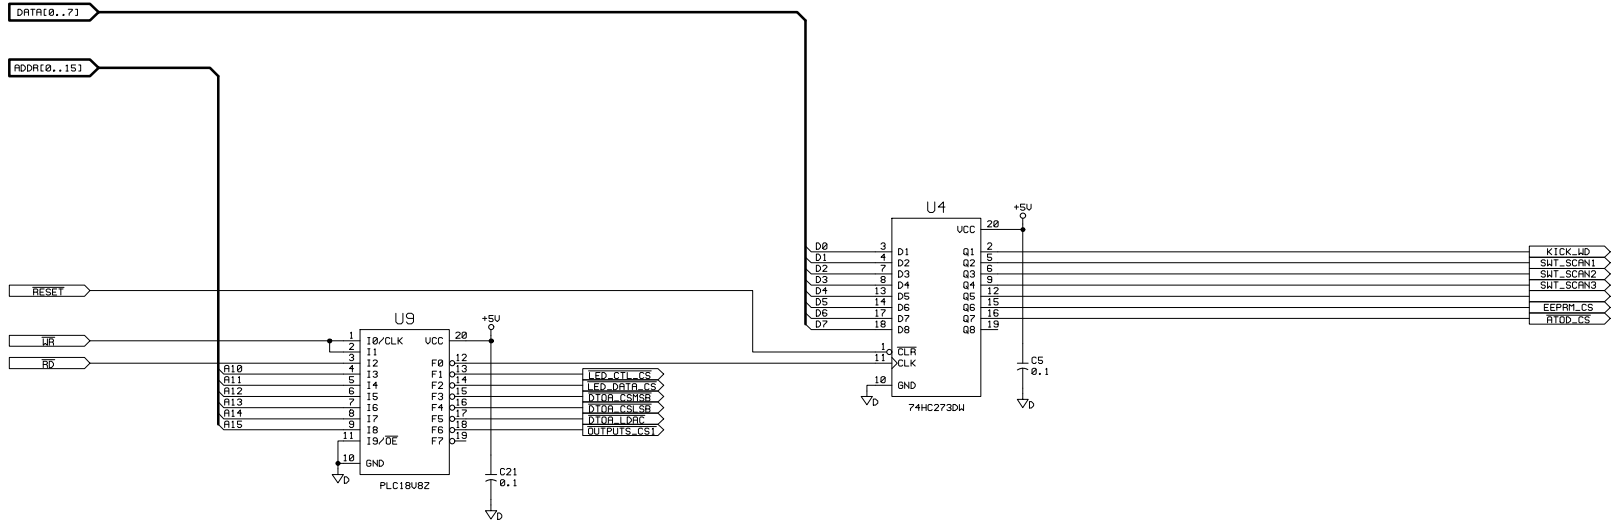 DATA[0..7]
ADDR[0..15]
RESET
WR
RD
A10
A11
A12
A13
A14
A15
U9
1 I0/CLK VCC 20 +5V
2 I1
3 I2 F0 12
4 I3 F1 13 LED_CTL_CS
5 I4 F2 14 LED_DATA_CS
6 I5 F3 15 DTOA_CSMSB
7 I6 F4 16 DTOA_CSLSB
8 I7 F5 17 DTOA_LDAC
9 I8 F6 18 OUTPUTS_CS1
11 I9/OE F7 19
10 GND
D
PLC18V8Z
C21
0.1
D
U4
VCC 20 +5V
D0 3 D1 Q1 2 KICK_WD
D1 4 D2 Q2 5 SWT_SCAN1
D2 7 D3 Q3 6 SWT_SCAN2
D3 8 D4 Q4 9 SWT_SCAN3
D4 13 D5 Q5 12
D5 14 D6 Q6 15 EEPRM_CS
D6 17 D7 Q7 16 ATOD_CS
D7 18 D8 Q8 19
1 CLR
11 CLK
10 GND
D
74HC273DW
C5
0.1
D